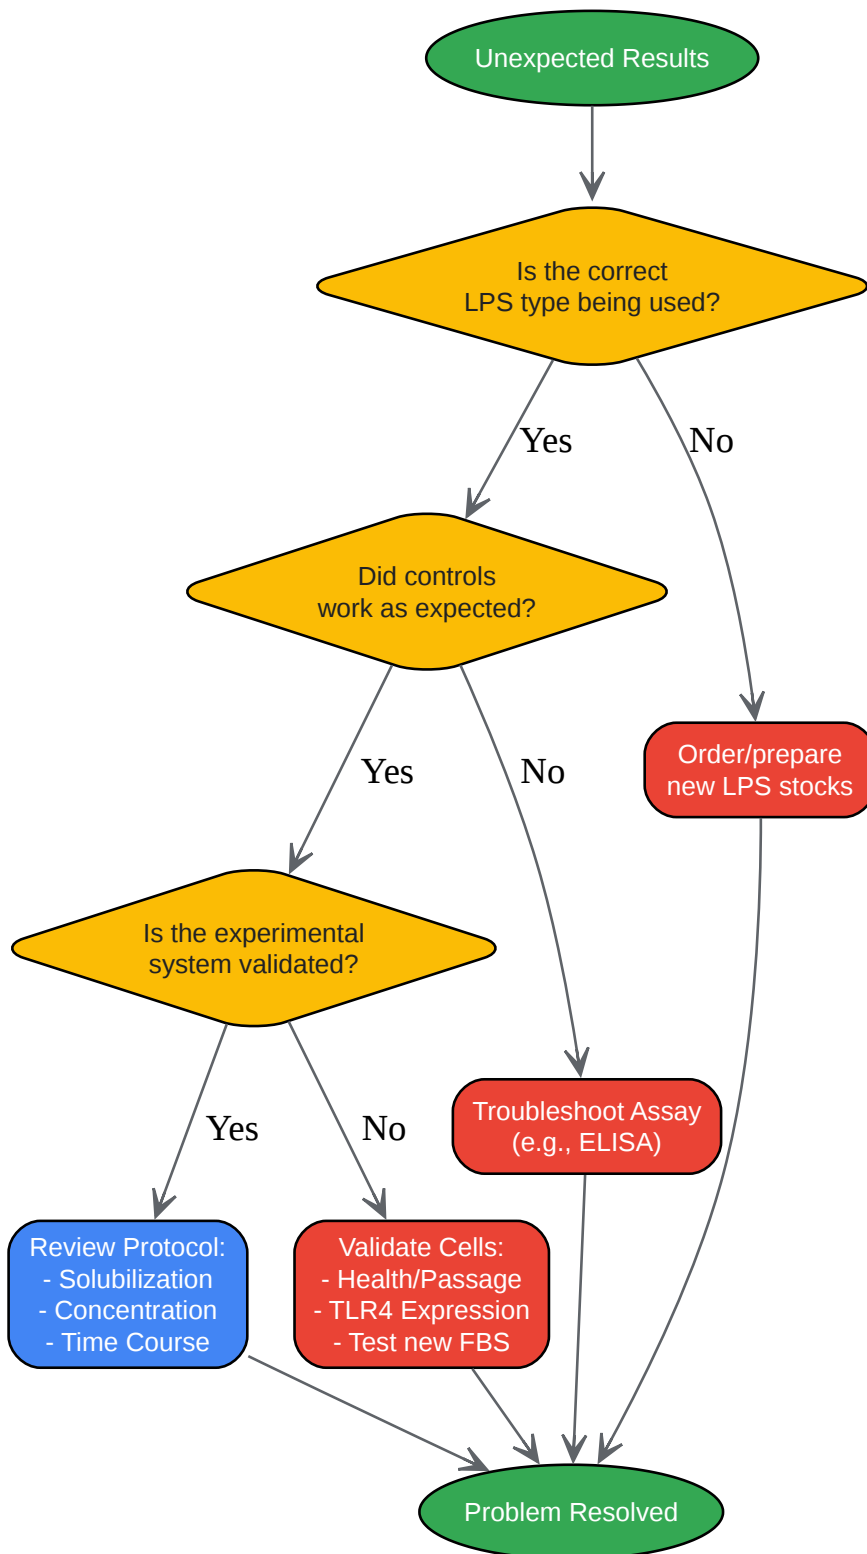 Unexpected Results
Is the correct
LPS type being used?
Yes
No
Did controls
work as expected?
Order/prepare
new LPS stocks
Yes
No
Is the experimental
system validated?
Troubleshoot Assay
(e.g., ELISA)
Yes
No
Review Protocol:
- Solubilization
- Concentration
- Time Course
Validate Cells:
- Health/Passage
- TLR4 Expression
- Test new FBS
Problem Resolved